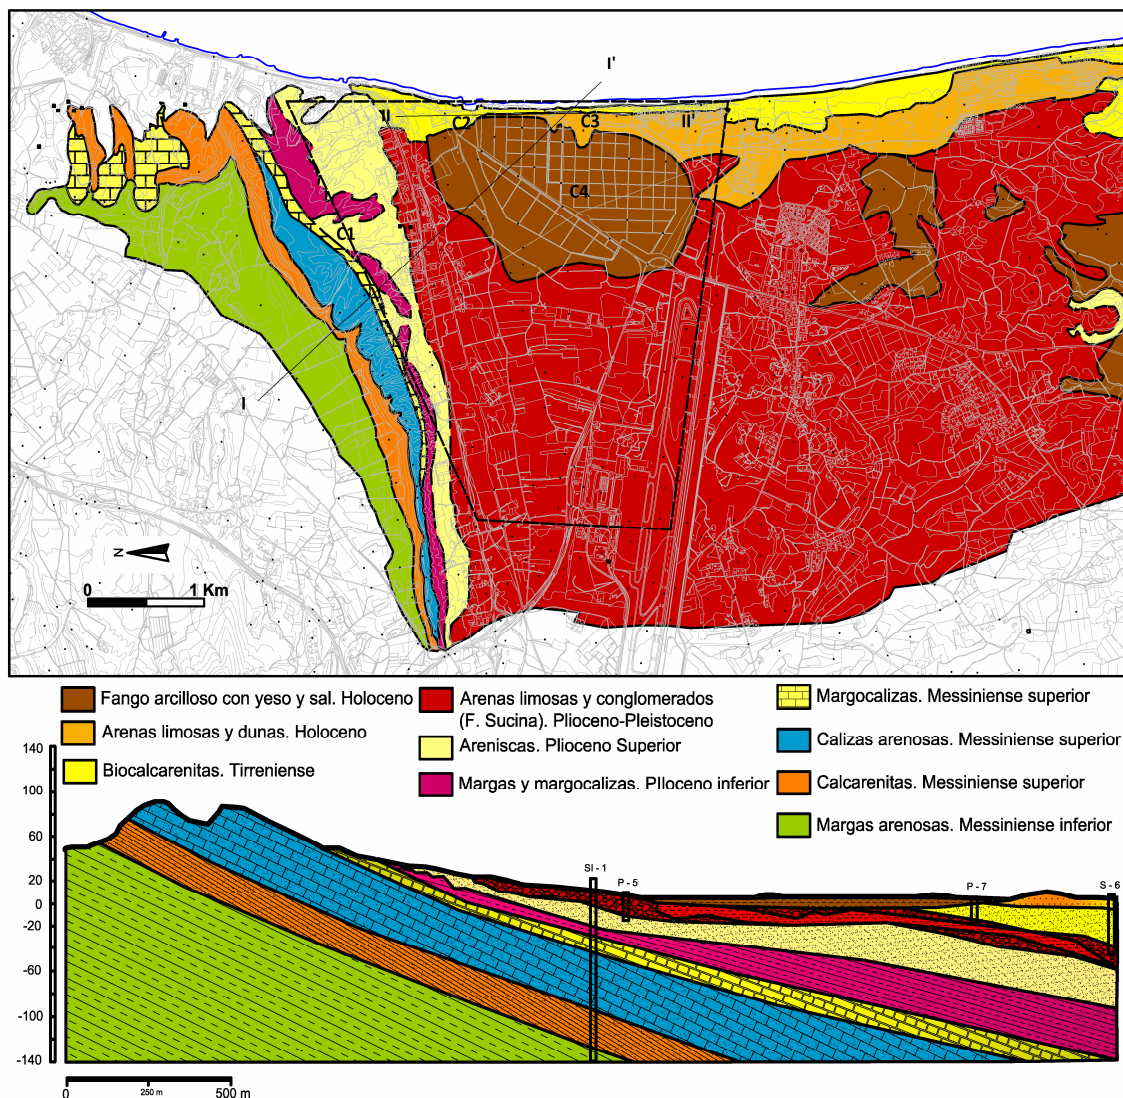 I'
II
C2
C3
II'
C4
C1
I
N
0 1 Km
Fango arcilloso con yeso y sal. Holoceno
Arenas limosas y dunas. Holoceno
Biocalcarenitas. Tirreniense
Arenas limosas y conglomerados
(F. Sucina). Plioceno-Pleistoceno
Areniscas. Plioceno Superior
Margas y margocalizas. PIioceno inferior
Margocalizas. Messiniense superior
Calizas arenosas. Messiniense superior
Calcarenitas. Messiniense superior
Margas arenosas. Messiniense inferior
140
100
60
20
0
-20
-60
-100
-140
SI - 1
P - 5
P - 7
S - 6
0 250 m 500 m